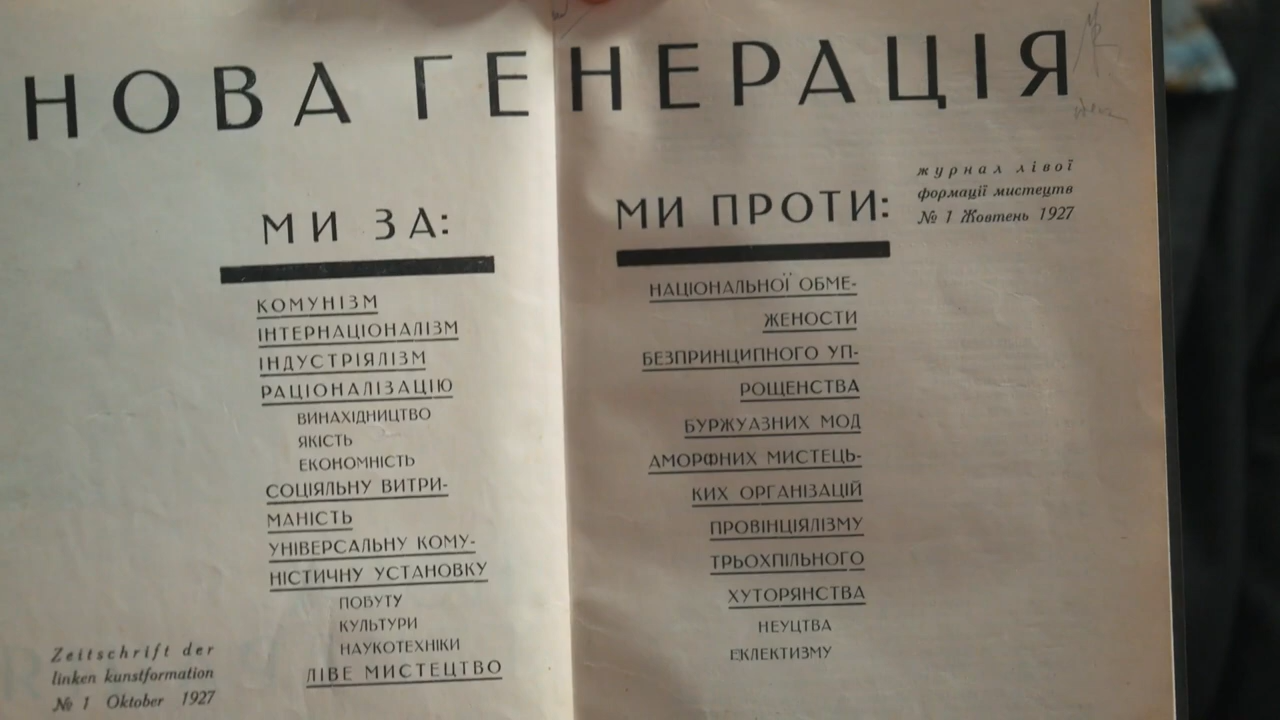 НОВА ГЕНЕРАЦІЯ
журнал лівої
формації мистецтв
№ 1 Жовтень 1927
МИ ЗА:
КОМУНІЗМ
ІНТЕРНАЦІОНАЛІЗМ
ІНДУСТРІЯЛІЗМ
РАЦІОНАЛІЗАЦІЮ
ВИНАХІДНИЦТВО
ЯКІСТЬ
ЕКОНОМНІСТЬ
СОЦІЯЛЬНУ ВИТРИ-
МАНІСТЬ
УНІВЕРСАЛЬНУ КОМУ-
НІСТИЧНУ УСТАНОВКУ
ПОБУТУ
КУЛЬТУРИ
НАУКОТЕХНІКИ
ЛІВЕ МИСТЕЦТВО
Zeitschrift der
linken kunstformation
№ 1 Oktober 1927
МИ ПРОТИ:
НАЦІОНАЛЬНОЇ ОБМЕ-
ЖЕНОСТИ
БЕЗПРИНЦИПНОГО УП-
РОЩЕНСТВА
БУРЖУАЗНИХ МОД
АМОРФНИХ МИСТЕЦЬ-
КИХ ОРГАНІЗАЦІЙ
ПРОВІНЦІЯЛІЗМУ
ТРЬОХПІЛЬНОГО
ХУТОРЯНСТВА
НЕУЦТВА
ЕКЛЕКТИЗМУ